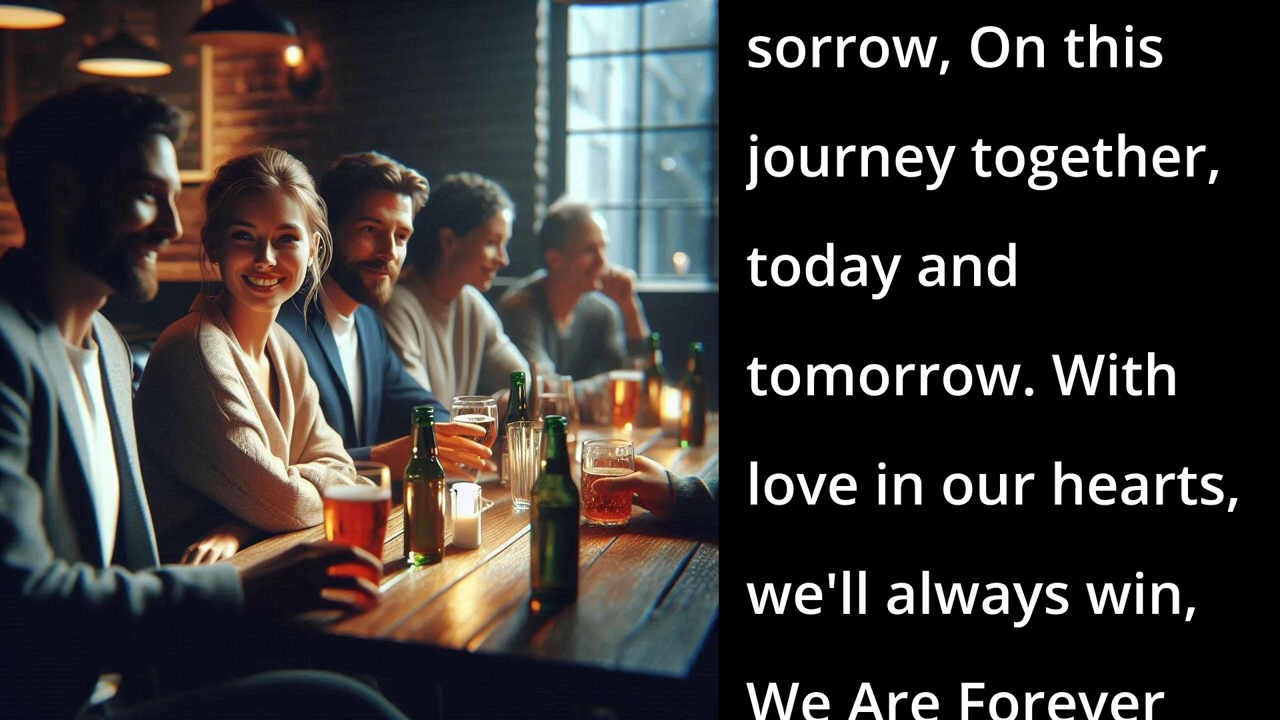 sorrow, On this
journey together,
today and
tomorrow. With
love in our hearts,
we'll always win,
We Are Forever